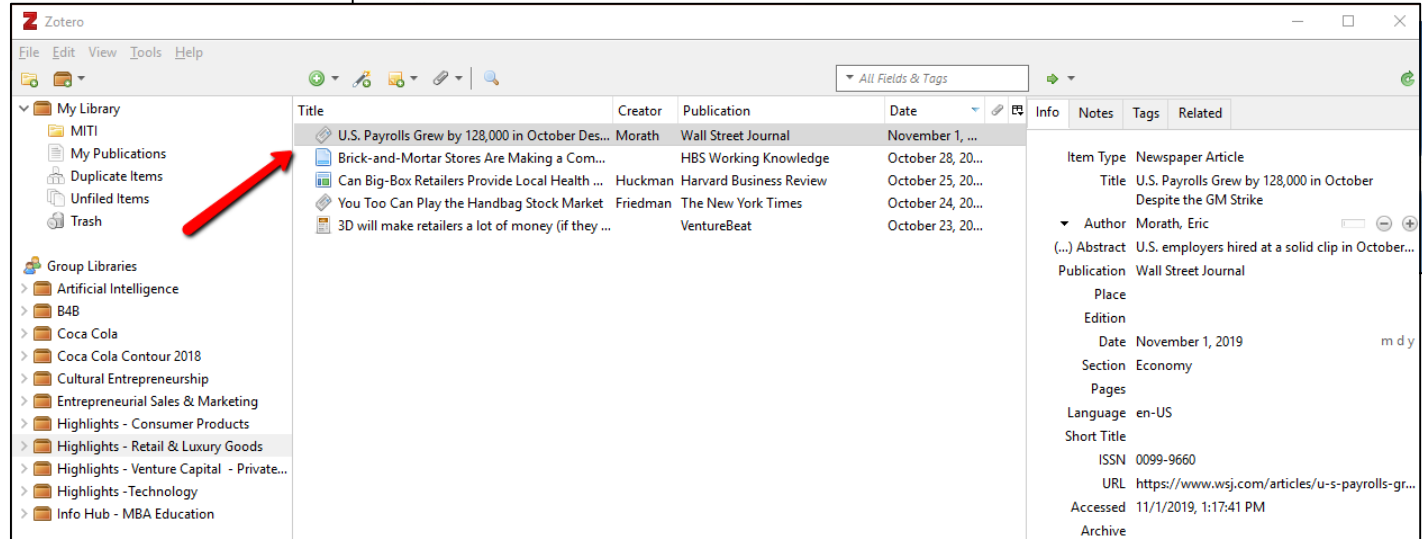 Zotero
File Edit View Tools Help
All Fields & Tags
My Library
MITI
My Publications
Duplicate Items
Unfiled Items
Trash
Group Libraries
Artificial Intelligence
B4B
Coca Cola
Coca Cola Contour 2018
Cultural Entrepreneurship
Entrepreneurial Sales & Marketing
Highlights - Consumer Products
Highlights - Retail & Luxury Goods
Highlights - Venture Capital - Private...
Highlights -Technology
Info Hub - MBA Education
Title Creator Publication Date
U.S. Payrolls Grew by 128,000 in October Des... Morath Wall Street Journal November 1, ...
Brick-and-Mortar Stores Are Making a Com... HBS Working Knowledge October 28, 20...
Can Big-Box Retailers Provide Local Health ... Huckman Harvard Business Review October 25, 20...
You Too Can Play the Handbag Stock Market Friedman The New York Times October 24, 20...
3D will make retailers a lot of money (if they ... VentureBeat October 23, 20...
Info Notes Tags Related
Item Type Newspaper Article
Title U.S. Payrolls Grew by 128,000 in October
Despite the GM Strike
Author Morath, Eric
(...) Abstract U.S. employers hired at a solid clip in October...
Publication Wall Street Journal
Place
Edition
Date November 1, 2019 m d y
Section Economy
Pages
Language en-US
Short Title
ISSN 0099-9660
URL https://www.wsj.com/articles/u-s-payrolls-gr...
Accessed 11/1/2019, 1:17:41 PM
Archive